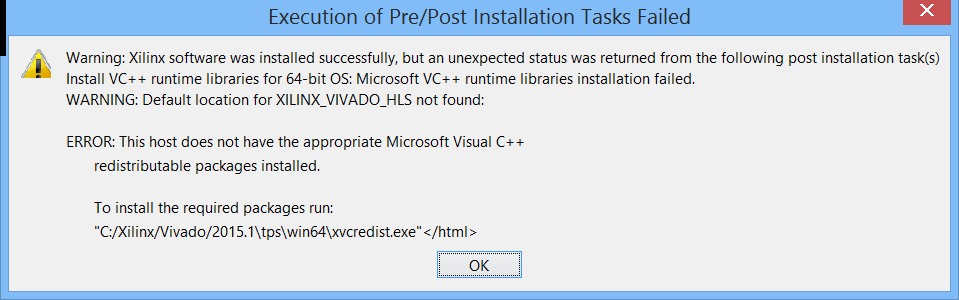 Execution of Pre/Post Installation Tasks Failed
Warning: Xilinx software was installed successfully, but an unexpected status was returned from the following post installation task(s)
Install VC++ runtime libraries for 64-bit OS: Microsoft VC++ runtime libraries installation failed.
WARNING: Default location for XILINX_VIVADO_HLS not found:
ERROR: This host does not have the appropriate Microsoft Visual C++
redistributable packages installed.
To install the required packages run:
"C:/Xilinx/Vivado/2015.1\tps\win64\xvcredist.exe"</html>
OK